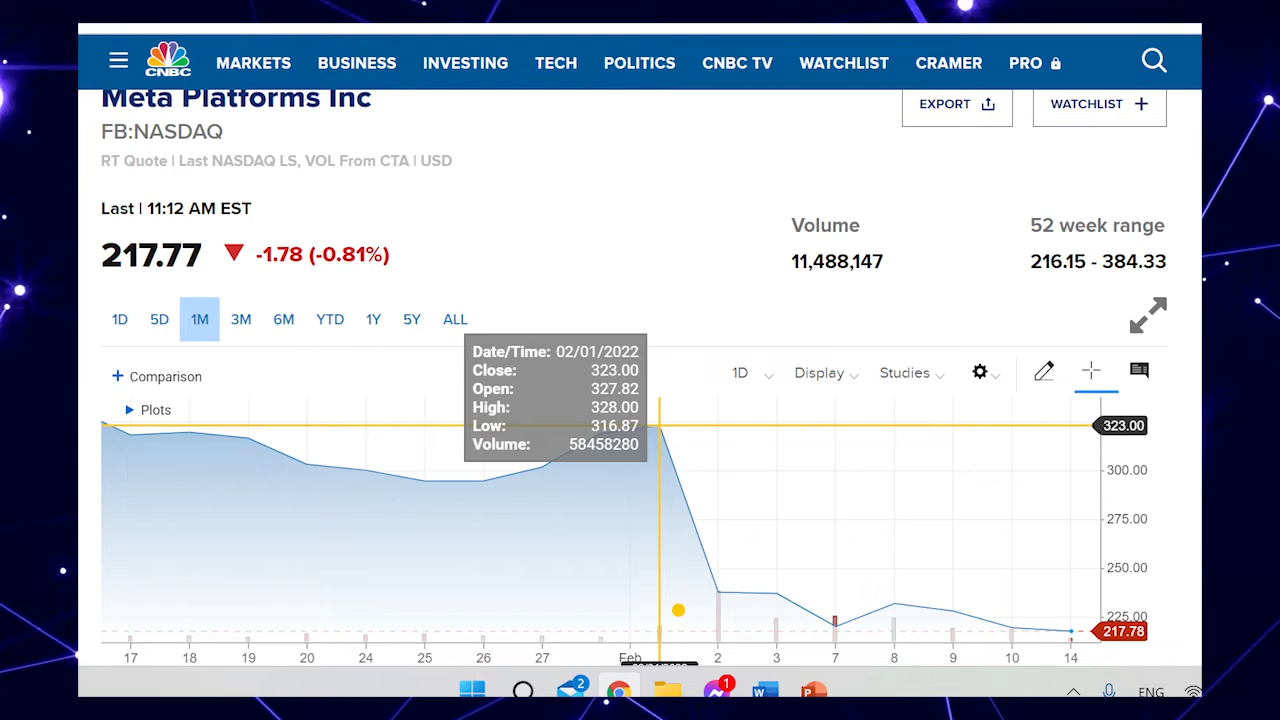 CNBC
MARKETS BUSINESS INVESTING TECH POLITICS CNBC TV WATCHLIST CRAMER PRO
Meta Platforms Inc
EXPORT WATCHLIST +
FB:NASDAQ
RT Quote | Last NASDAQ LS, VOL From CTA | USD
Last | 11:12 AM EST
Volume 52 week range
217.77 -1.78 (-0.81%)
11,488,147 216.15 - 384.33
1D 5D 1M 3M 6M YTD 1Y 5Y ALL
Date/Time: 02/01/2022
Close: 323.00
Open: 327.82
High: 328.00
Low: 316.87
Volume: 58458280
+ Comparison
1D Display Studies
Plots
323.00
300.00
275.00
250.00
225.00
217.78
17 18 19 20 24 25 26 27 Feb 2 3 7 8 9 10 14
2 1 ENG